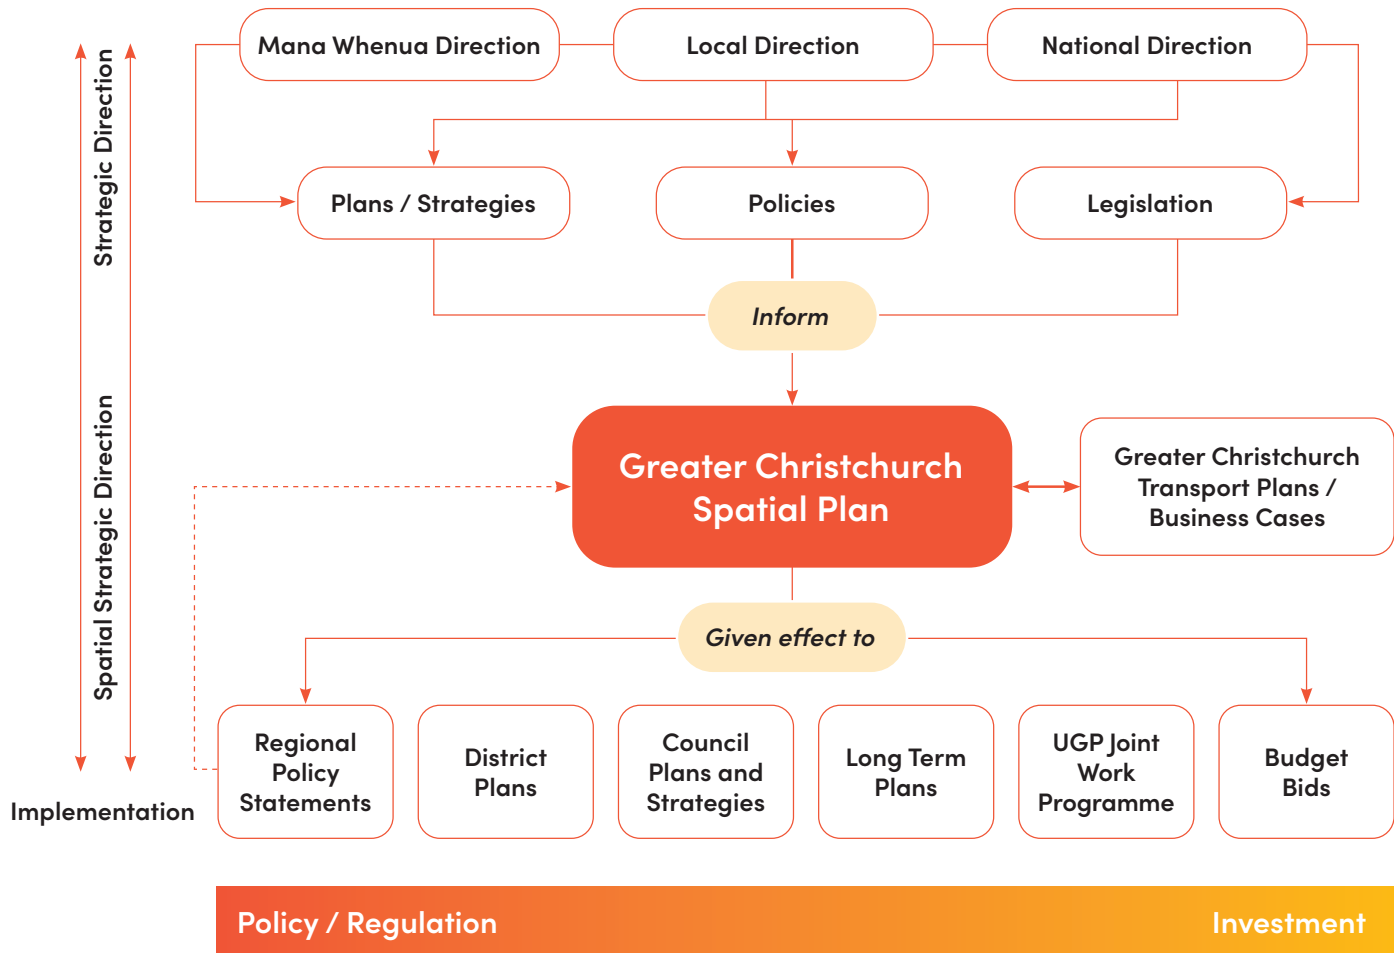 Mana Whenua Direction
Local Direction
National Direction
Strategic Direction
Plans / Strategies
Policies
Legislation
Inform
Spatial Strategic Direction
Greater Christchurch
Spatial Plan
Greater Christchurch
Transport Plans /
Business Cases
Given effect to
Implementation
Regional
Policy
Statements
District
Plans
Council
Plans and
Strategies
Long Term
Plans
UGP Joint
Work
Programme
Budget
Bids
Policy / Regulation
Investment